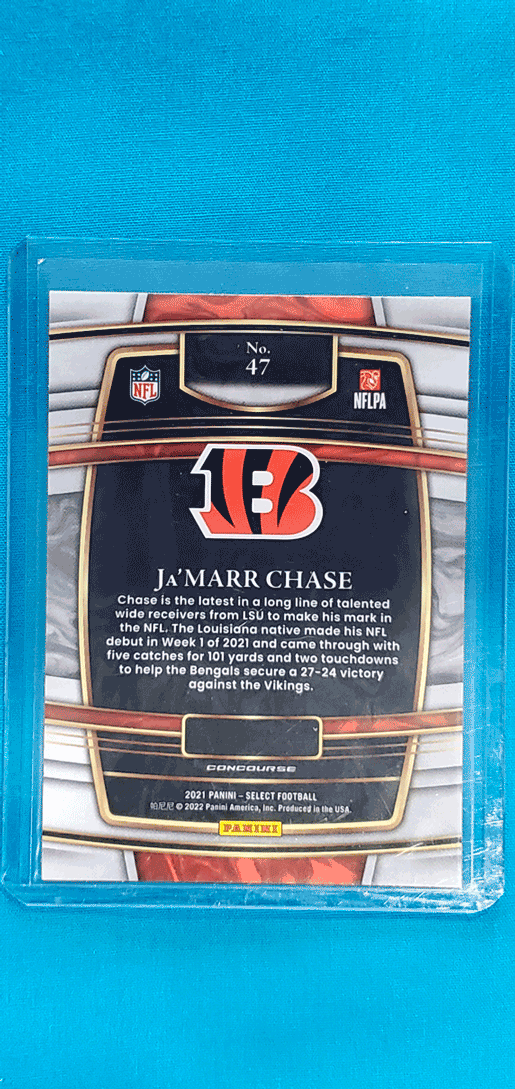 No.
47
NFL
NFLPA
B
Ja'MARR CHASE
Chase is the latest in a long line of talented
wide receivers from LSU to make his mark in
the NFL. The Louisiana native made his NFL
debut in Week 1 of 2021 and came through with
five catches for 101 yards and two touchdowns
to help the Bengals secure a 27-24 victory
against the Vikings.
CONCOURSE
2021 PANINI – SELECT FOOTBALL
帕尼尼 © 2022 Panini America, Inc. Produced in the USA.
PANINI